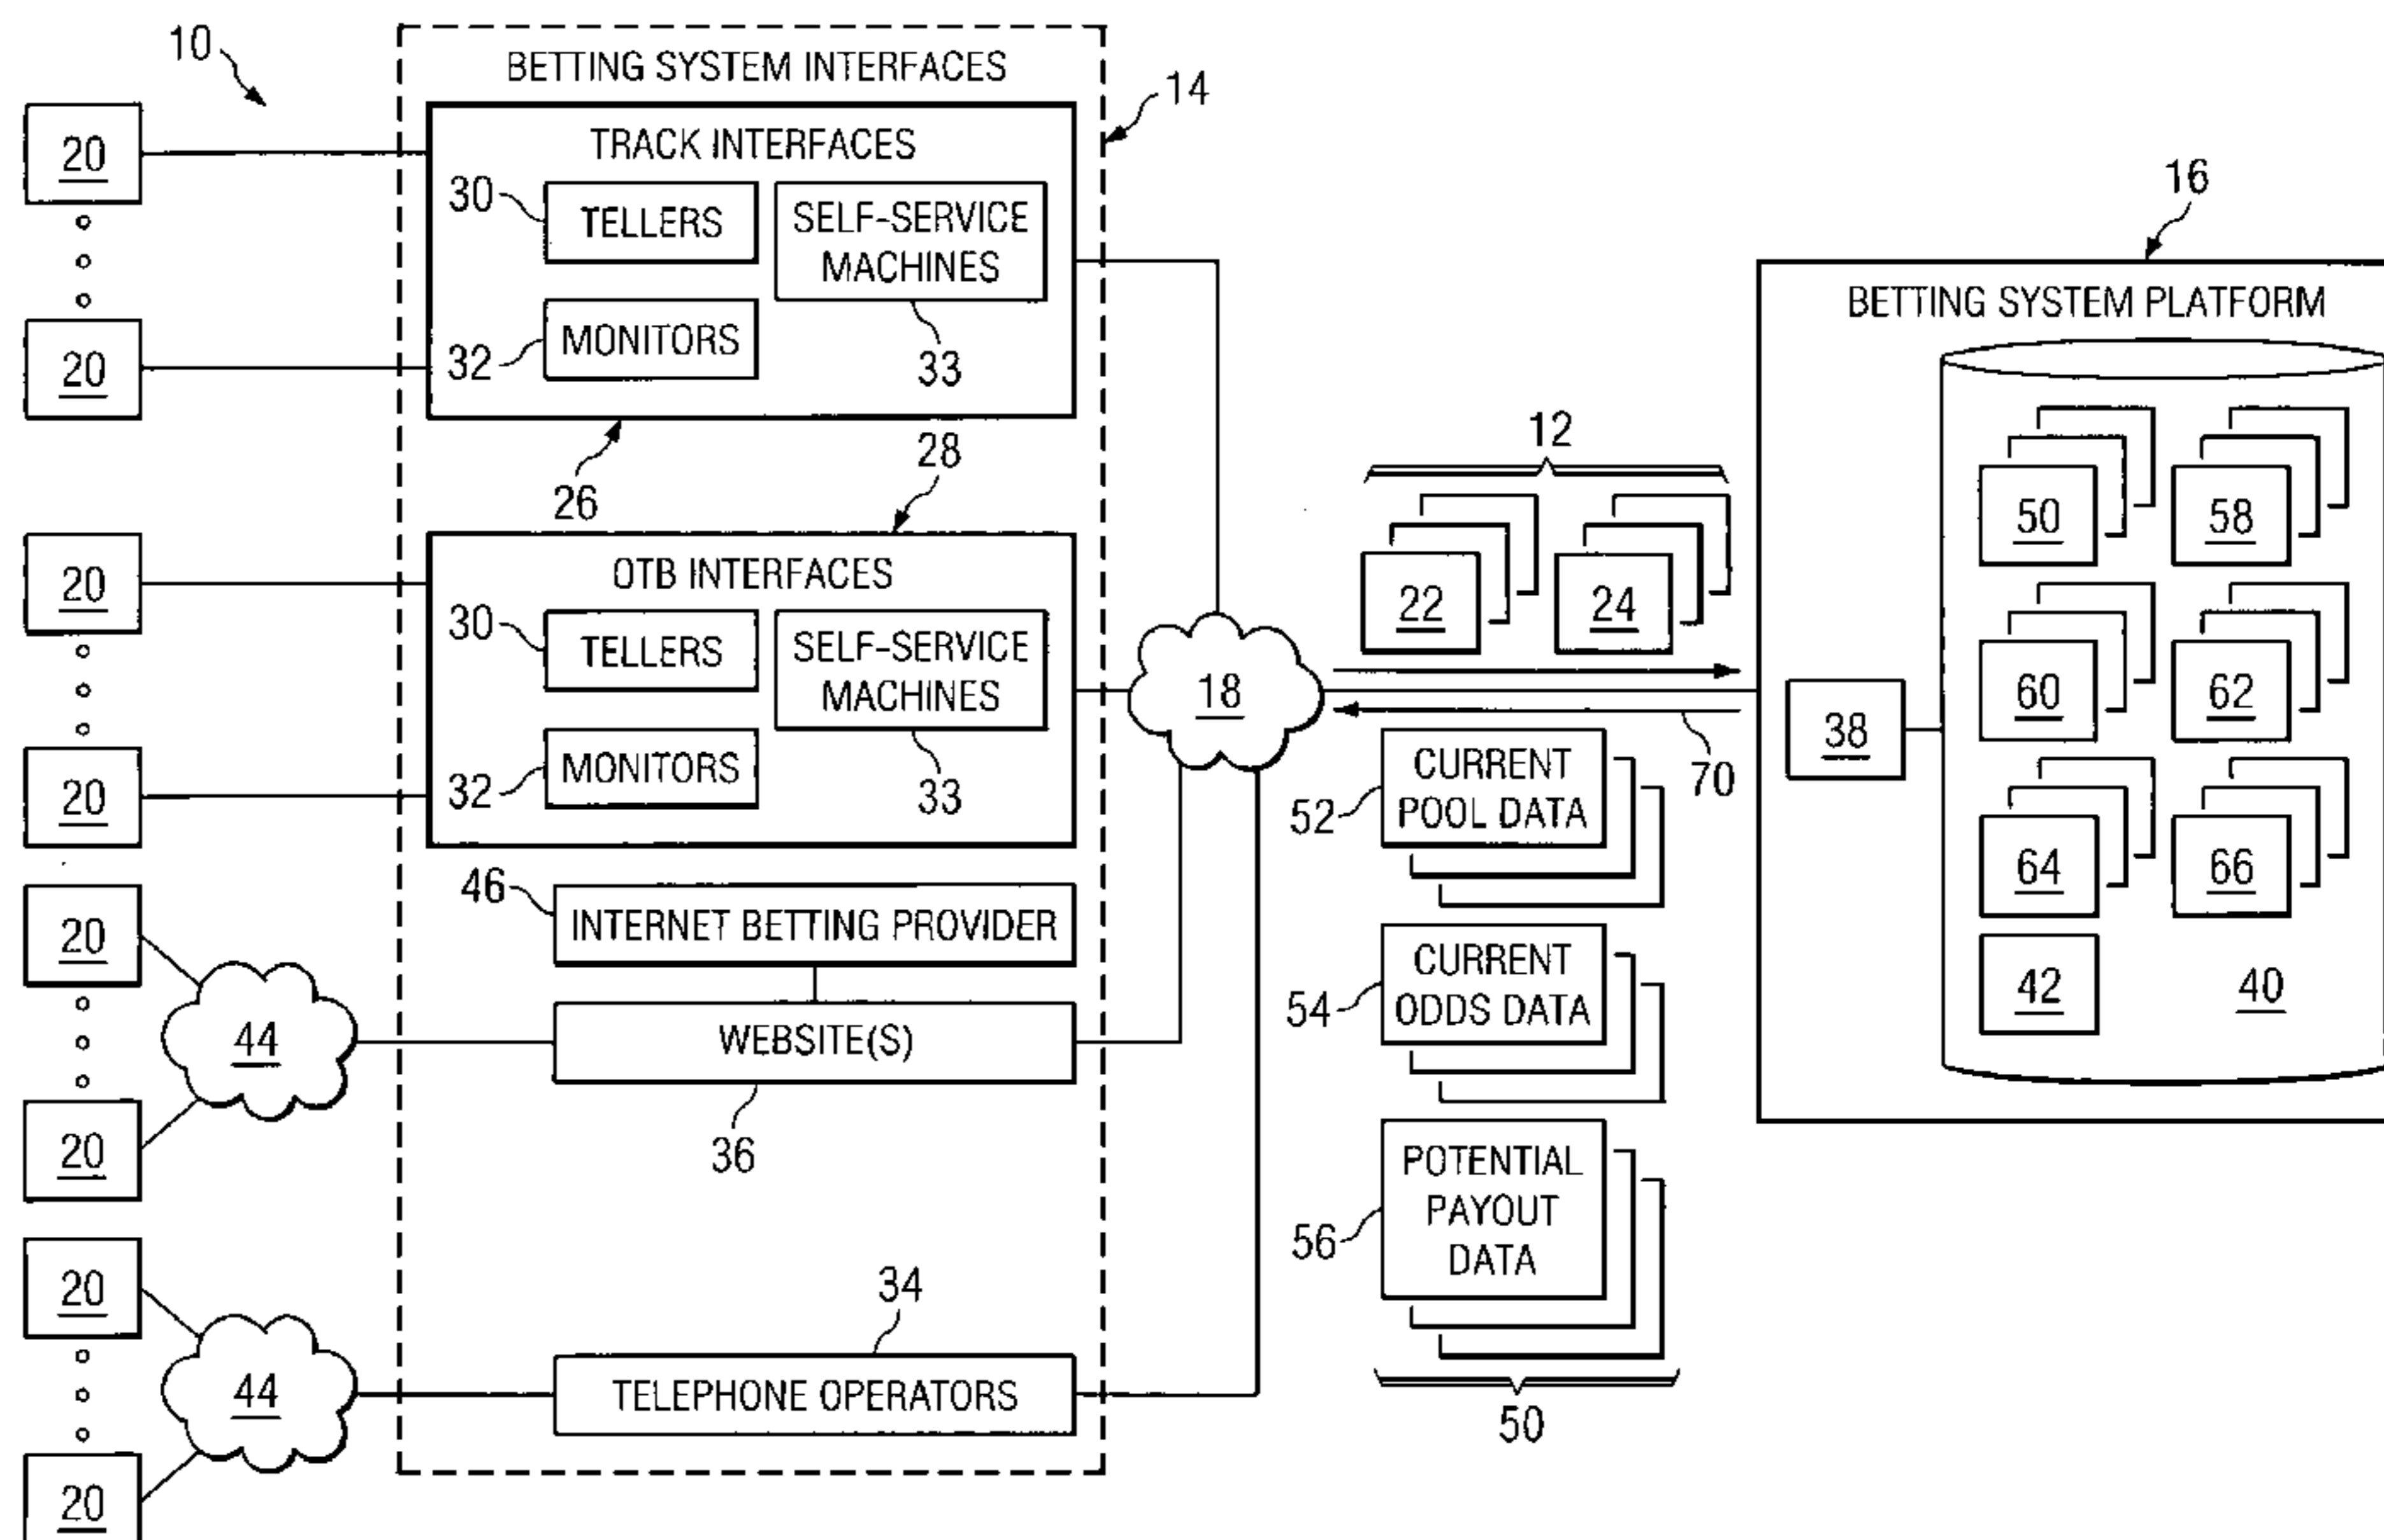 10
BETTING SYSTEM INTERFACES
14
20
20
TRACK INTERFACES
30
TELLERS
SELF-SERVICE
MACHINES
32
MONITORS
33
26
28
20
20
OTB INTERFACES
30
TELLERS
SELF-SERVICE
MACHINES
32
MONITORS
33
46
INTERNET BETTING PROVIDER
20
44
20
WEBSITE(S)
36
20
44
20
34
TELEPHONE OPERATORS
18
12
22
24
70
52
CURRENT
POOL DATA
54
CURRENT
ODDS DATA
56
POTENTIAL
PAYOUT
DATA
50
16
BETTING SYSTEM PLATFORM
38
50
58
60
62
64
66
42
40